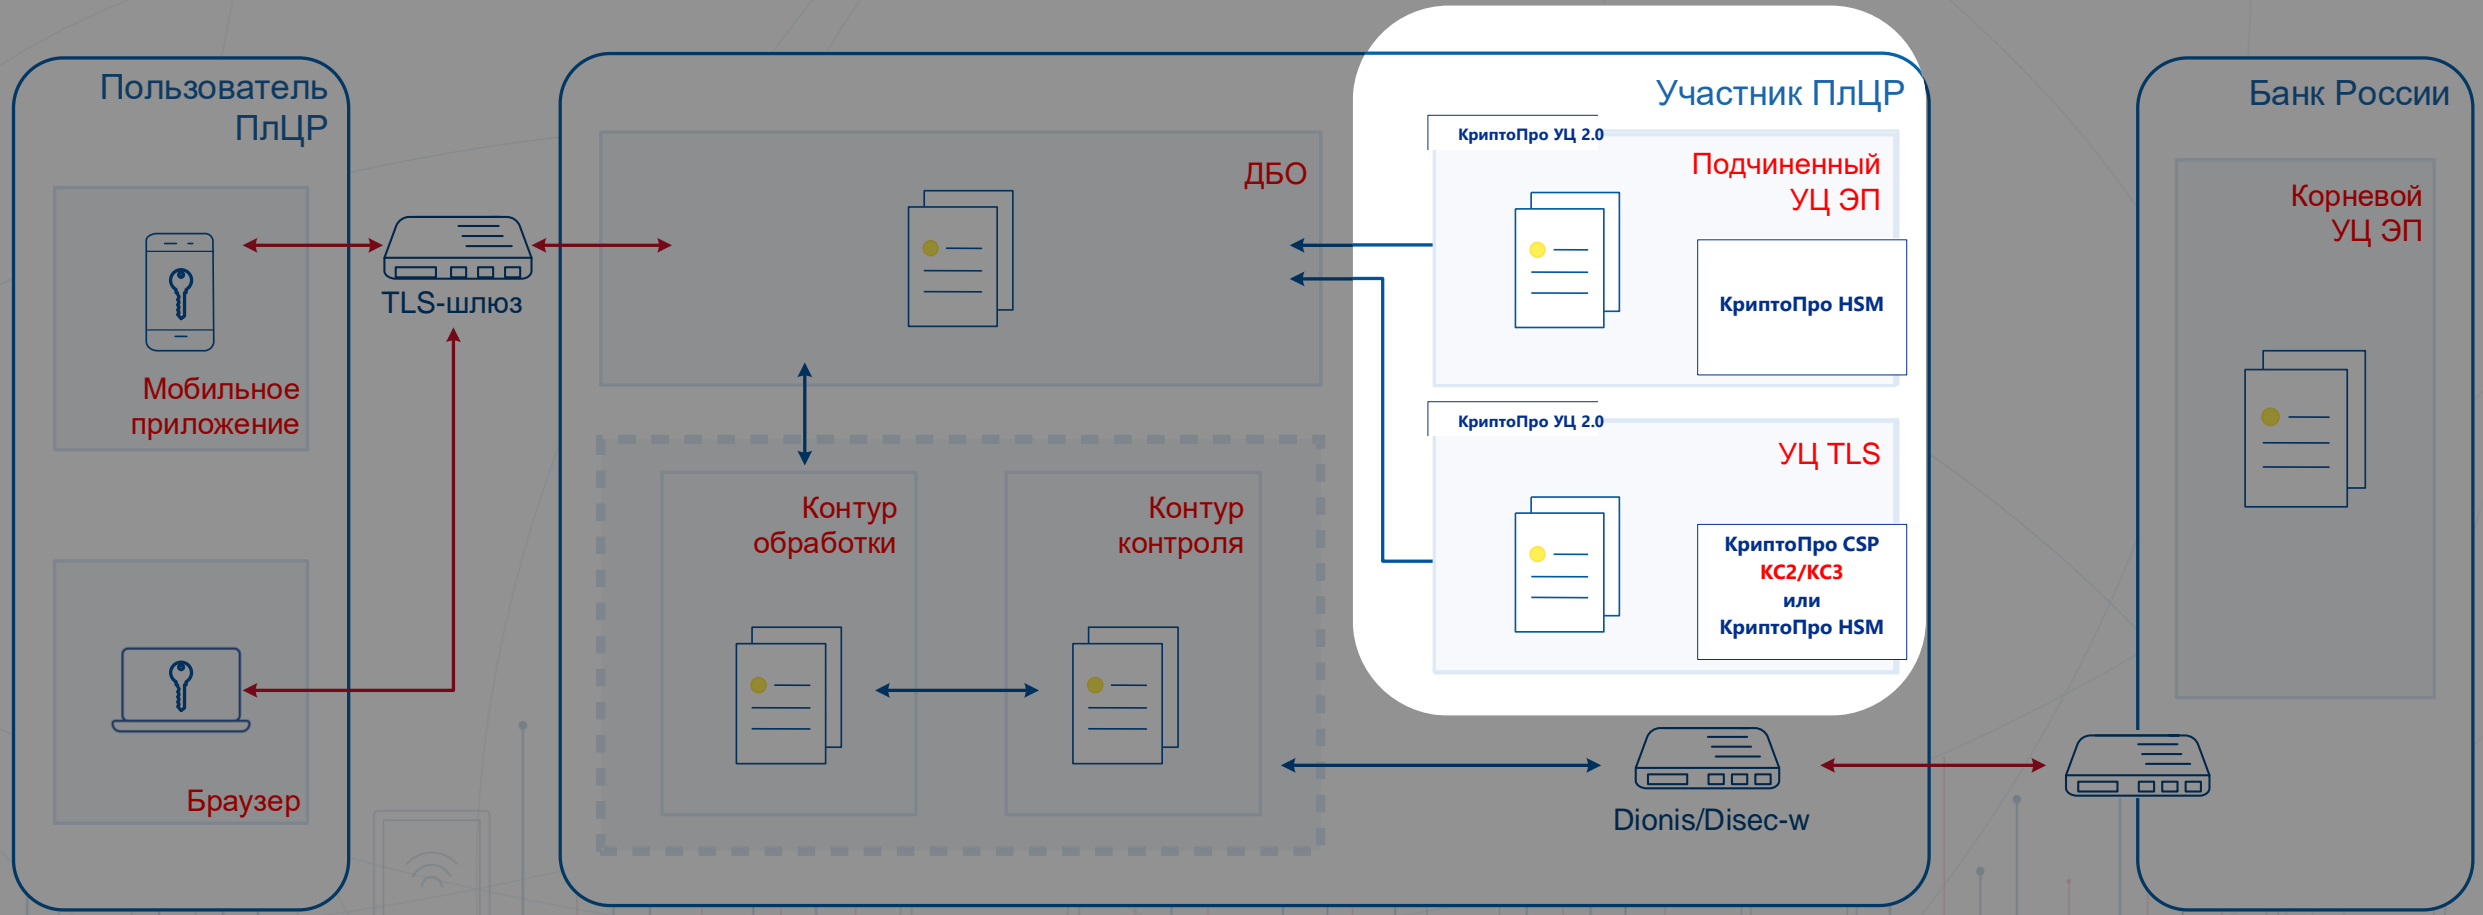 Пользователь
ПлЦР
Мобильное
приложение
Браузер
TLS-шлюз
Участник ПлЦР
ДБО
Контур
обработки
Контур
контроля
КриптоПро УЦ 2.0
Подчиненный
УЦ ЭП
КриптоПро HSM
КриптоПро УЦ 2.0
УЦ TLS
КриптоПро CSP
КС2/КС3
или
КриптоПро HSM
Dionis/Disec-w
Банк России
Корневой
УЦ ЭП